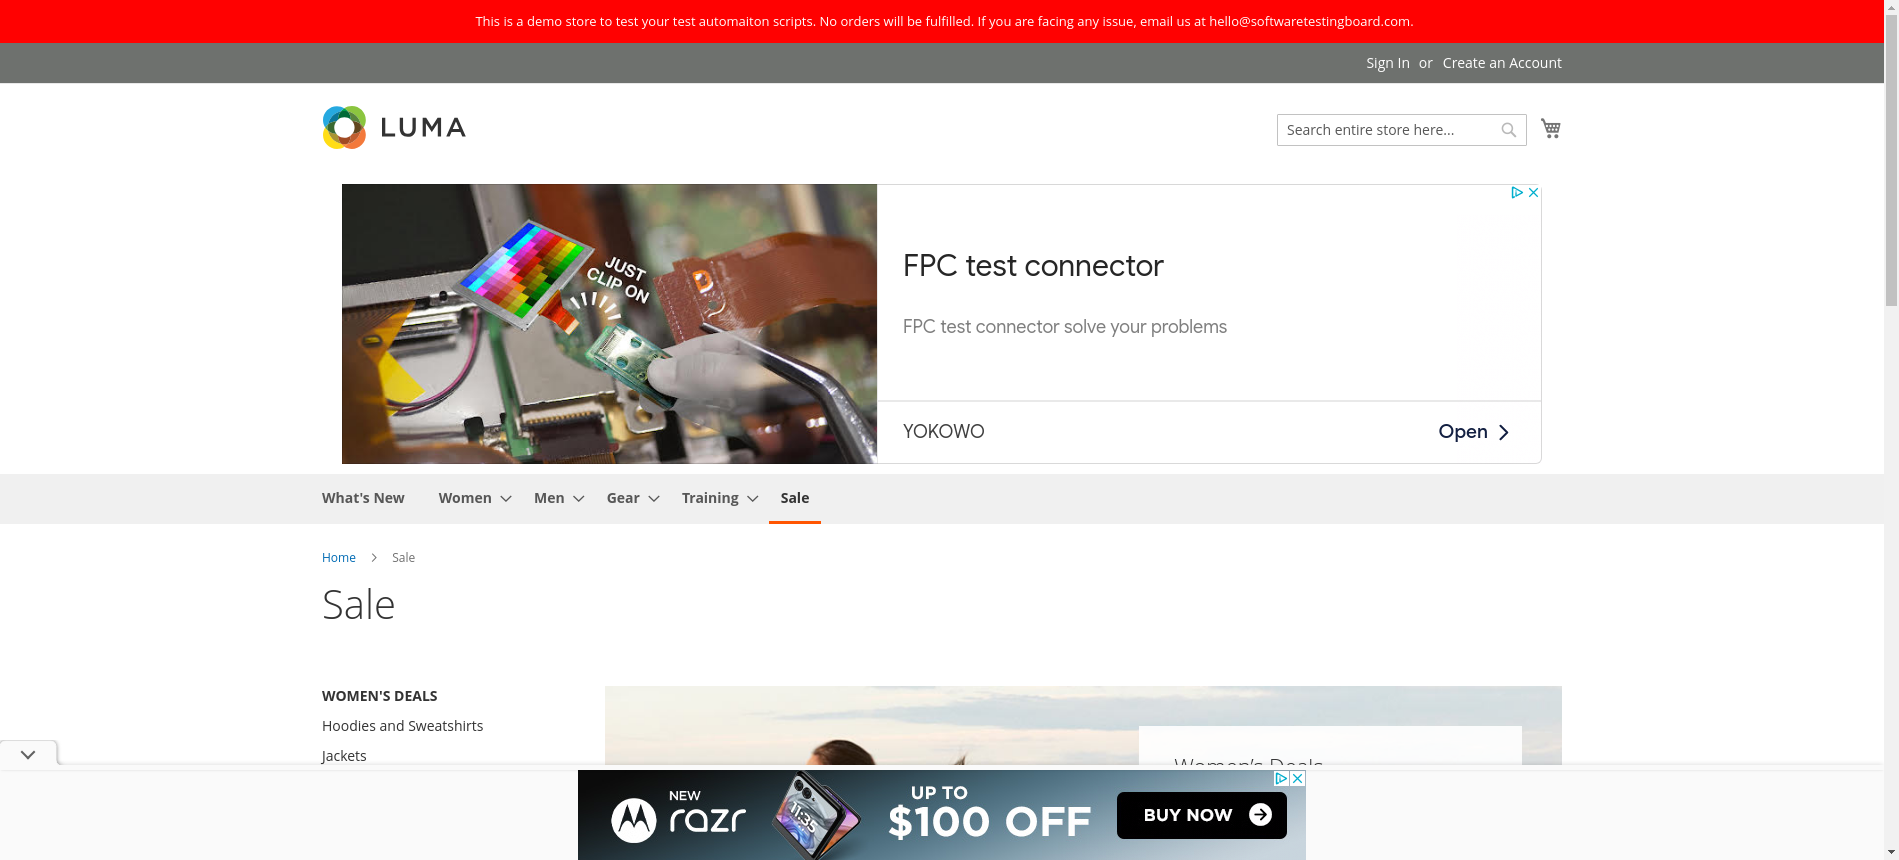 This is a demo store to test your test automaiton scripts. No orders will be fulfilled. If you are facing any issue, email us at hello@softwaretestingboard.com.
Sign In or Create an Account
LUMA
Search entire store here...
JUST
CLIP ON
FPC test connector
FPC test connector solve your problems
YOKOWO
Open
What's New Women Men Gear Training Sale
Home Sale
Sale
WOMEN'S DEALS
Hoodies and Sweatshirts
Jackets
Women's Deals
NEW
razr
11:35
UP TO
$100 OFF
BUY NOW